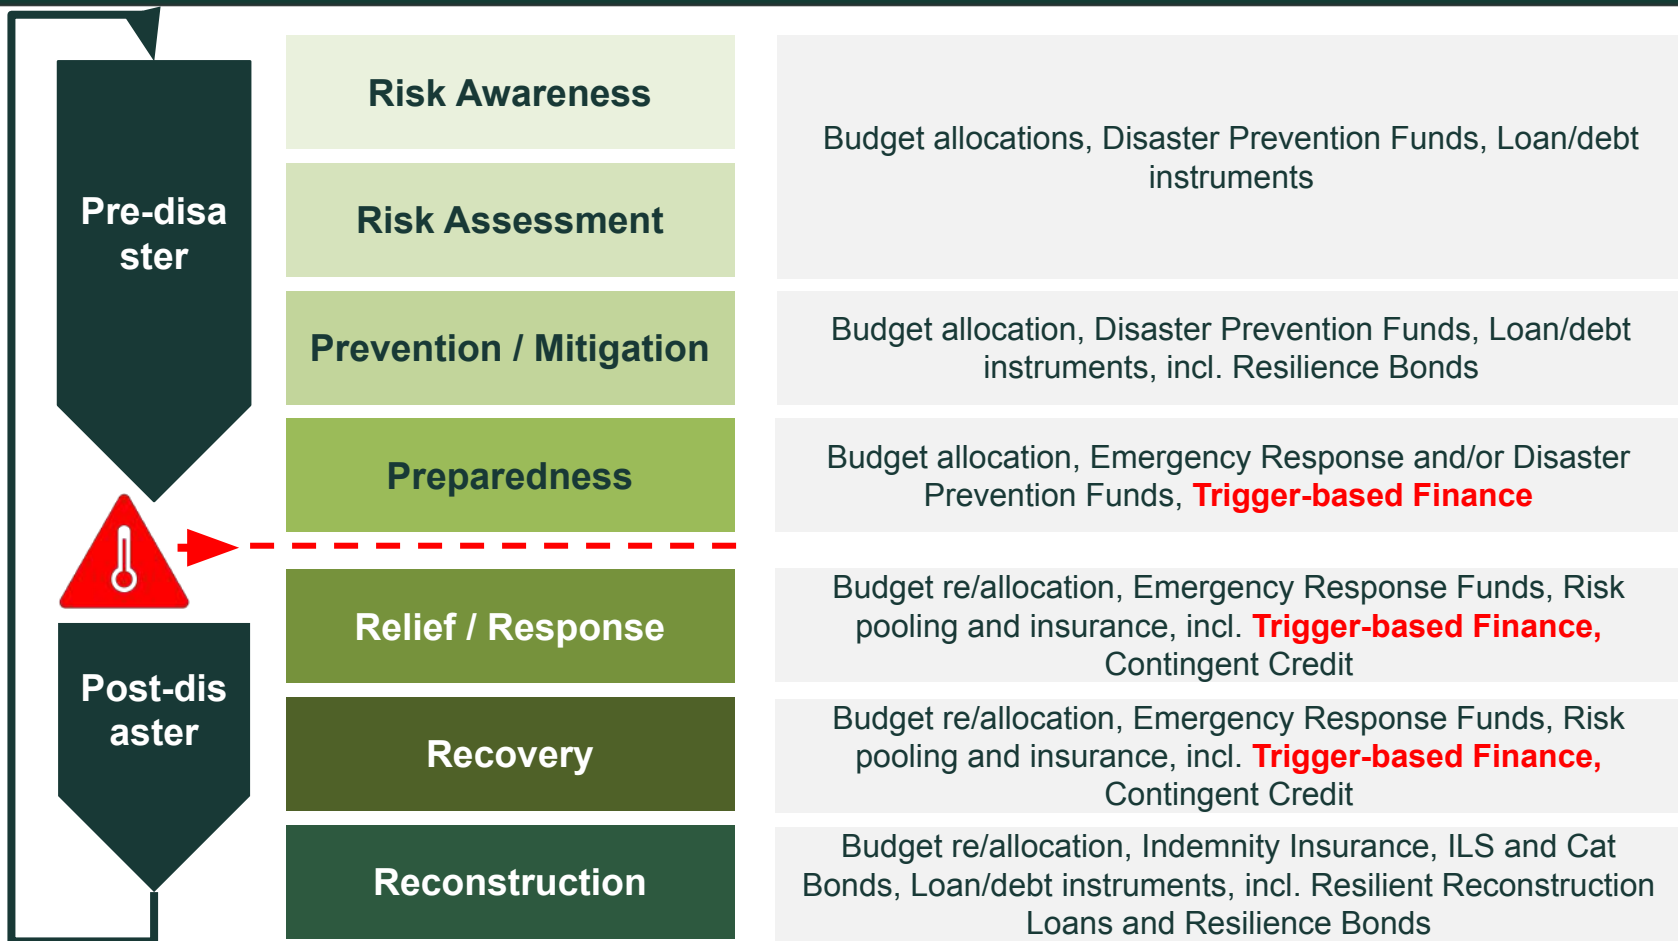 Pre-disa
ster
Risk Awareness
Risk Assessment
Budget allocations, Disaster Prevention Funds, Loan/debt
instruments
Prevention / Mitigation
Budget allocation, Disaster Prevention Funds, Loan/debt
instruments, incl. Resilience Bonds
Preparedness
Budget allocation, Emergency Response and/or Disaster
Prevention Funds, Trigger-based Finance
Post-dis
aster
Relief / Response
Budget re/allocation, Emergency Response Funds, Risk
pooling and insurance, incl. Trigger-based Finance,
Contingent Credit
Recovery
Budget re/allocation, Emergency Response Funds, Risk
pooling and insurance, incl. Trigger-based Finance,
Contingent Credit
Reconstruction
Budget re/allocation, Indemnity Insurance, ILS and Cat
Bonds, Loan/debt instruments, incl. Resilient Reconstruction
Loans and Resilience Bonds